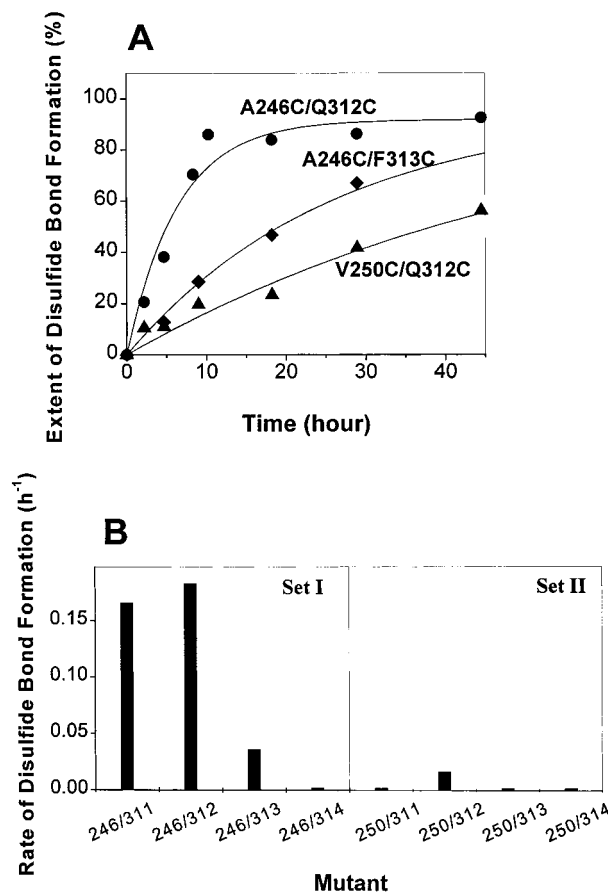 A
Extent of Disulfide Bond Formation (%)
100
80
60
40
20
0
A246C/Q312C
A246C/F313C
V250C/Q312C
0 10 20 30 40
Time (hour)
B
Rate of Disulfide Bond Formation (h-1)
Set I Set II
0.15
0.10
0.05
0.00
246/311 246/312 246/313 246/314 250/311 250/312 250/313 250/314
Mutant